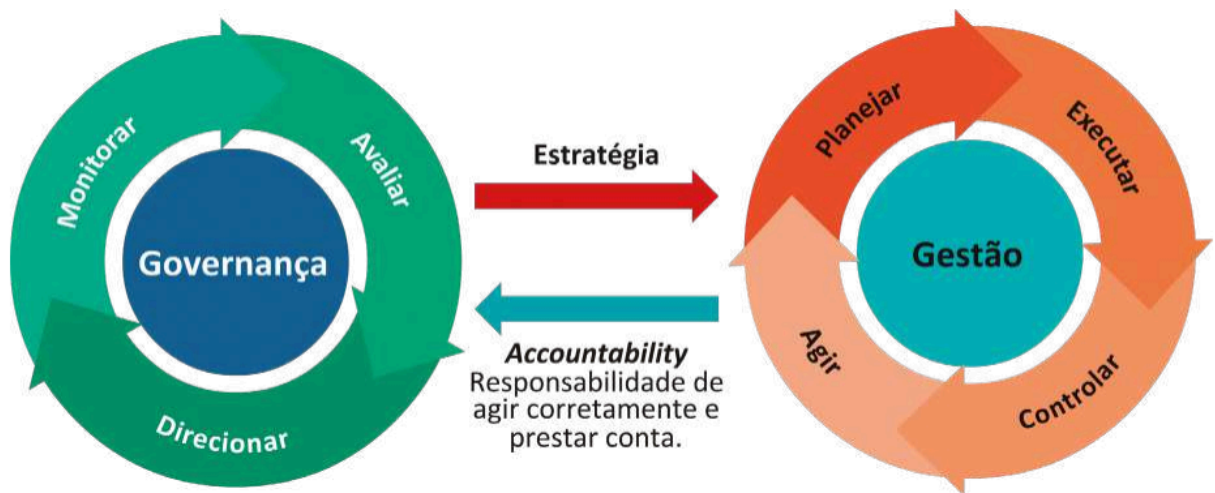 Monitorar
Avaliar
Direcionar
Governança
Estratégia
Accountability
Responsabilidade de
agir corretamente e
prestar conta.
Planejar
Executar
Controlar
Agir
Gestão